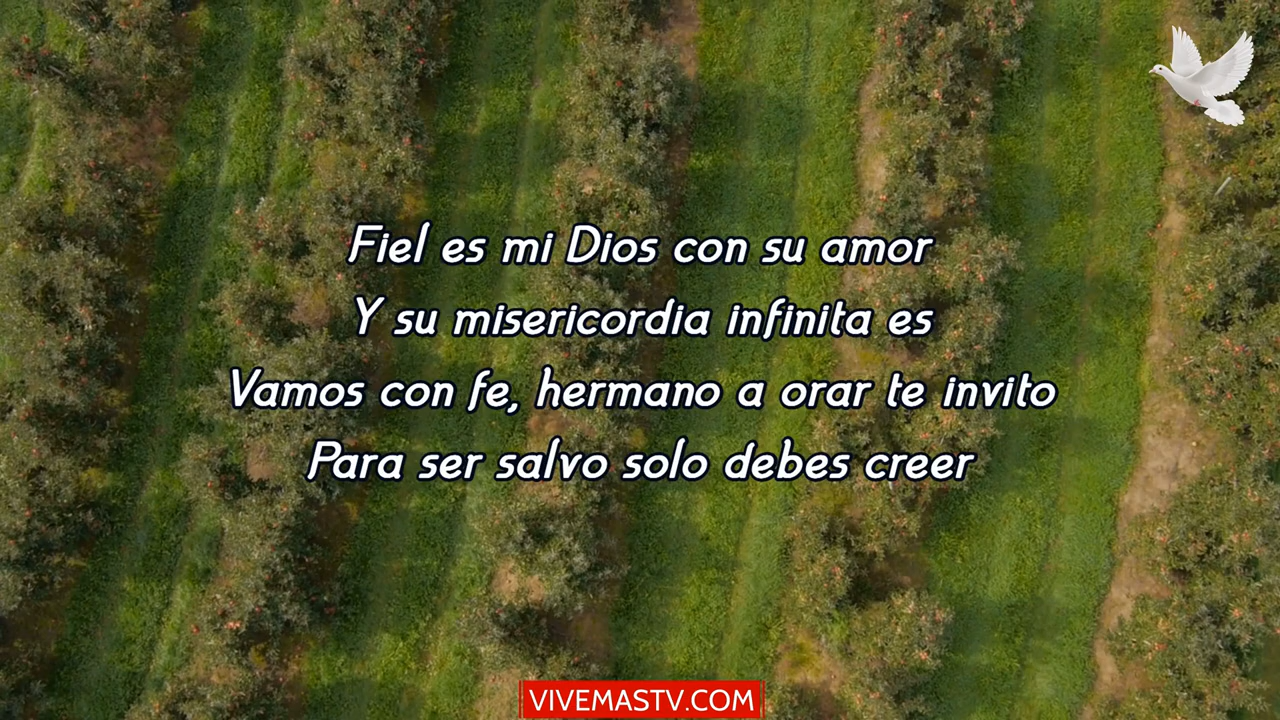 Fiel es mi Dios con su amor
Y su misericordia infinita es
Vamos con fe, hermano a orar te invito
Para ser salvo solo debes creer
VIVEMASTV.COM